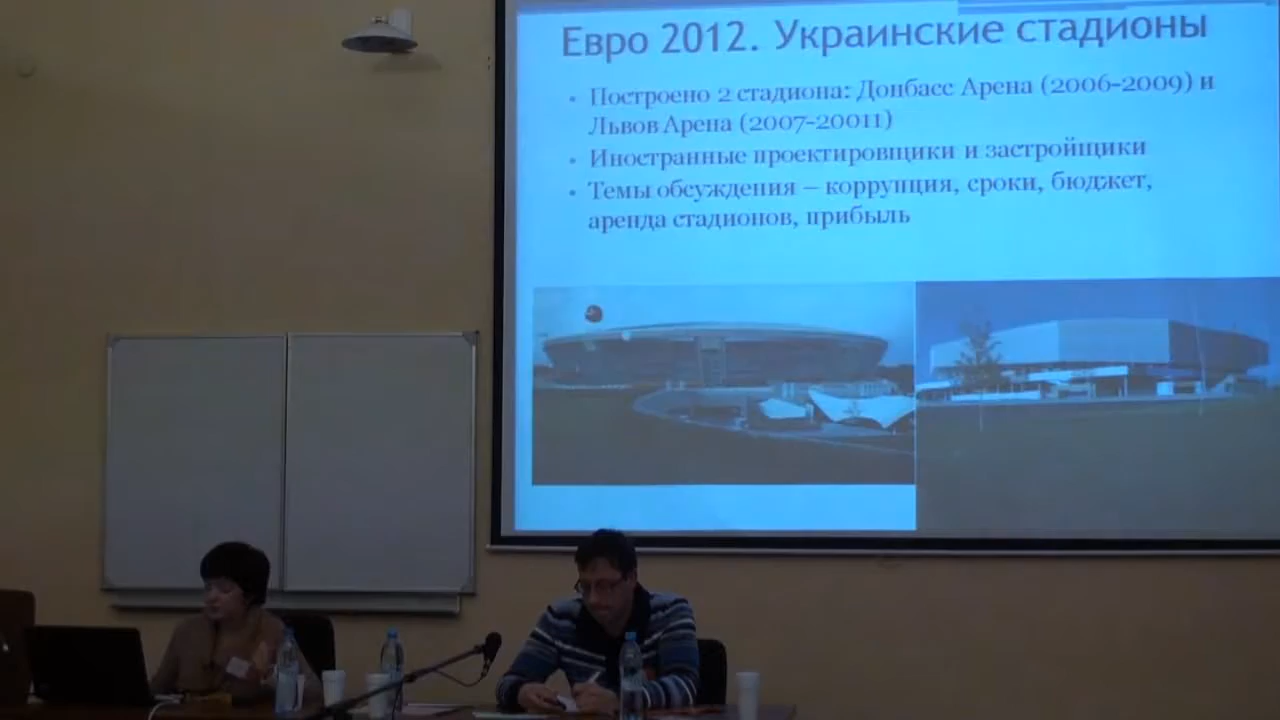 Евро 2012. Украинские стадионы
• Построено 2 стадиона: Донбасс Арена (2006-2009) и
Львов Арена (2007-20011)
• Иностранные проектировщики и застройщики
• Темы обсуждения – коррупция, сроки, бюджет,
аренда стадионов, прибыль